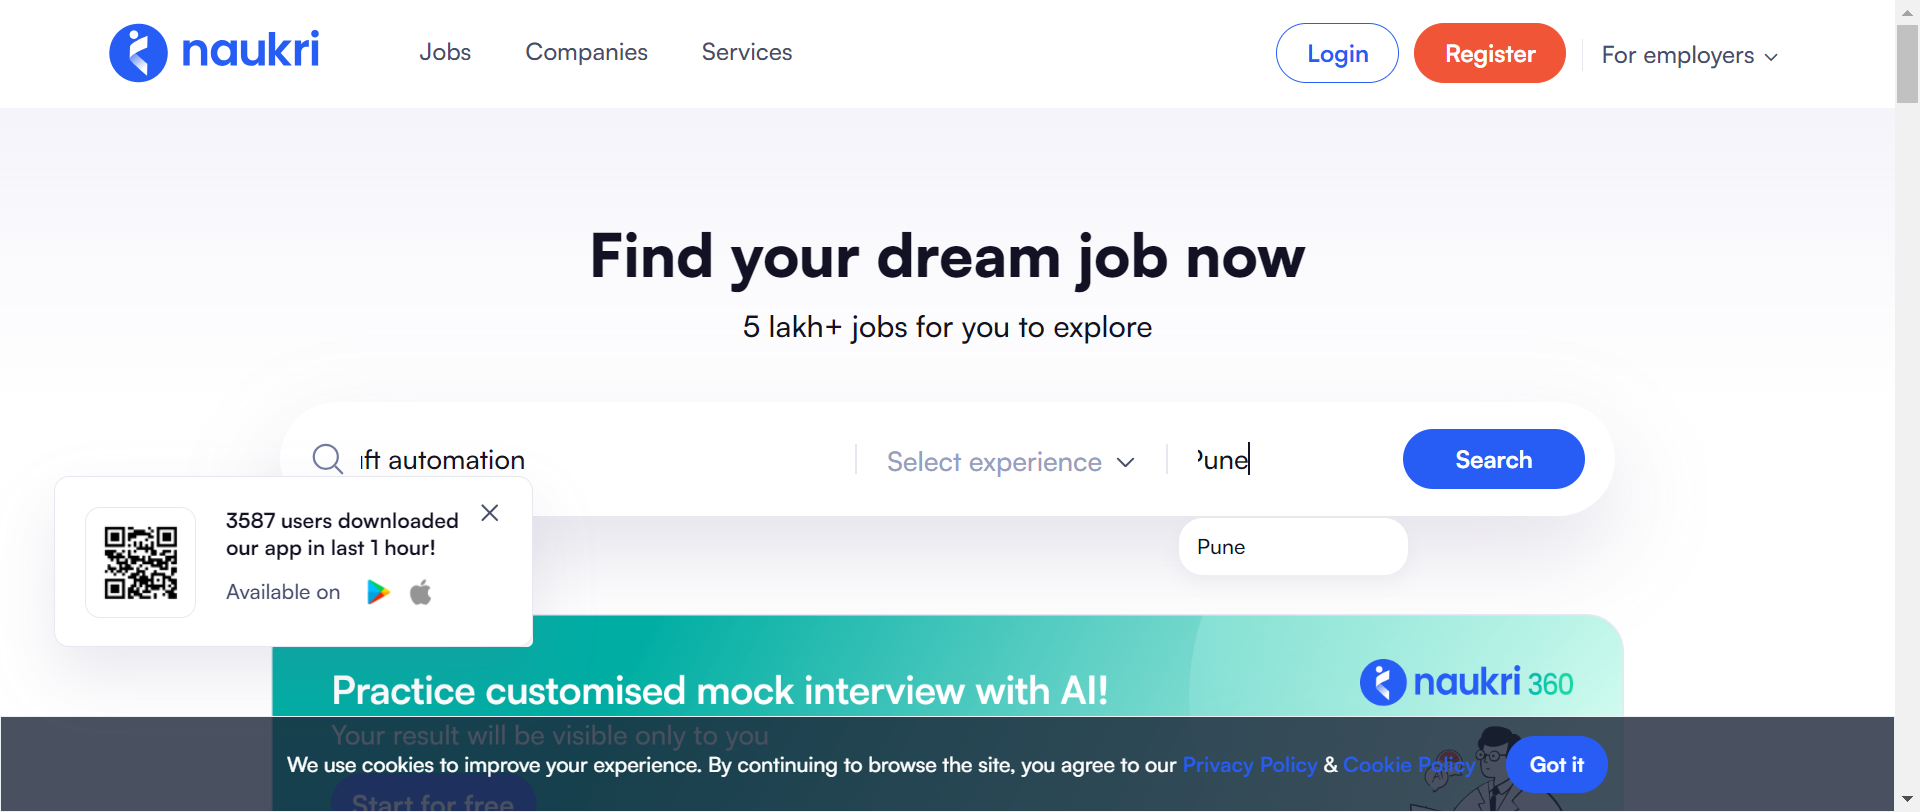 naukri
Jobs
Companies
Services
Login
Register
For employers
Find your dream job now
5 lakh+ jobs for you to explore
uft automation
Select experience
Pune
Search
Pune
3587 users downloaded
our app in last 1 hour!
Available on
Practice customised mock interview with AI!
naukri 360
Your result will be visible only to you
We use cookies to improve your experience. By continuing to browse the site, you agree to our Privacy Policy & Cookie Policy
Got it
Start for free